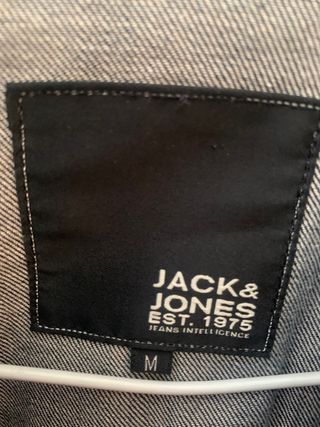 JACK&
JONES
EST. 1975
JEANS INTELLIGENCE
M